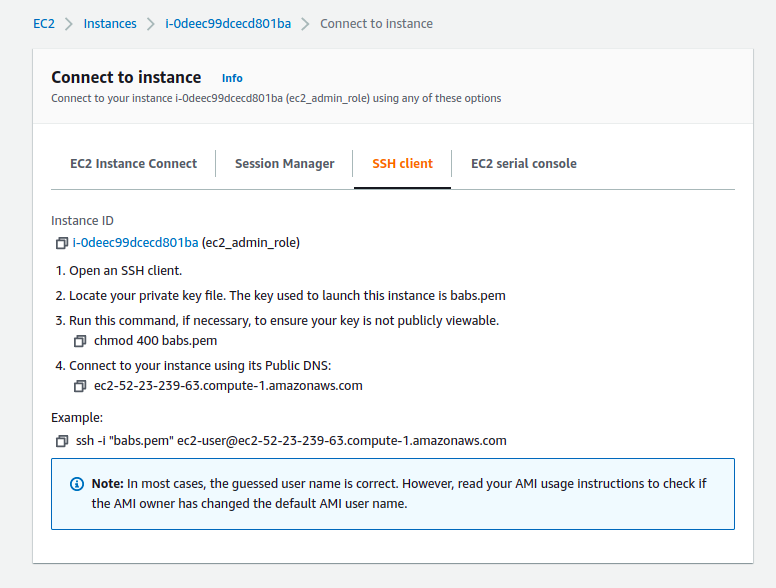 EC2 > Instances > i-0deec99dcecd801ba > Connect to instance
Connect to instance Info
Connect to your instance i-0deec99dcecd801ba (ec2_admin_role) using any of these options
EC2 Instance Connect Session Manager SSH client EC2 serial console
Instance ID
i-0deec99dcecd801ba (ec2_admin_role)
1. Open an SSH client.
2. Locate your private key file. The key used to launch this instance is babs.pem
3. Run this command, if necessary, to ensure your key is not publicly viewable.
chmod 400 babs.pem
4. Connect to your instance using its Public DNS:
ec2-52-23-239-63.compute-1.amazonaws.com
Example:
ssh -i "babs.pem" ec2-user@ec2-52-23-239-63.compute-1.amazonaws.com
Note: In most cases, the guessed user name is correct. However, read your AMI usage instructions to check if
the AMI owner has changed the default AMI user name.